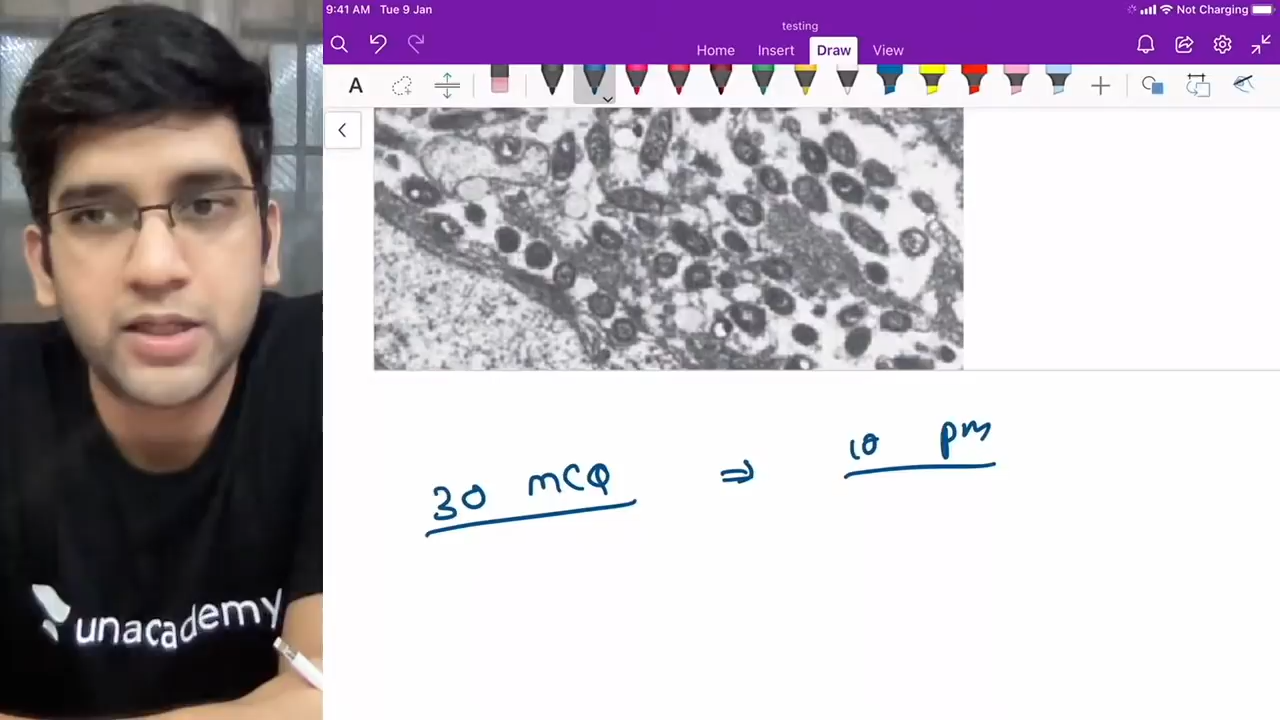 9:41 AM Tue 9 Jan
Not Charging
testing
Home Insert Draw View
A
30 MCQ ⇒ 10 pm
unacademy